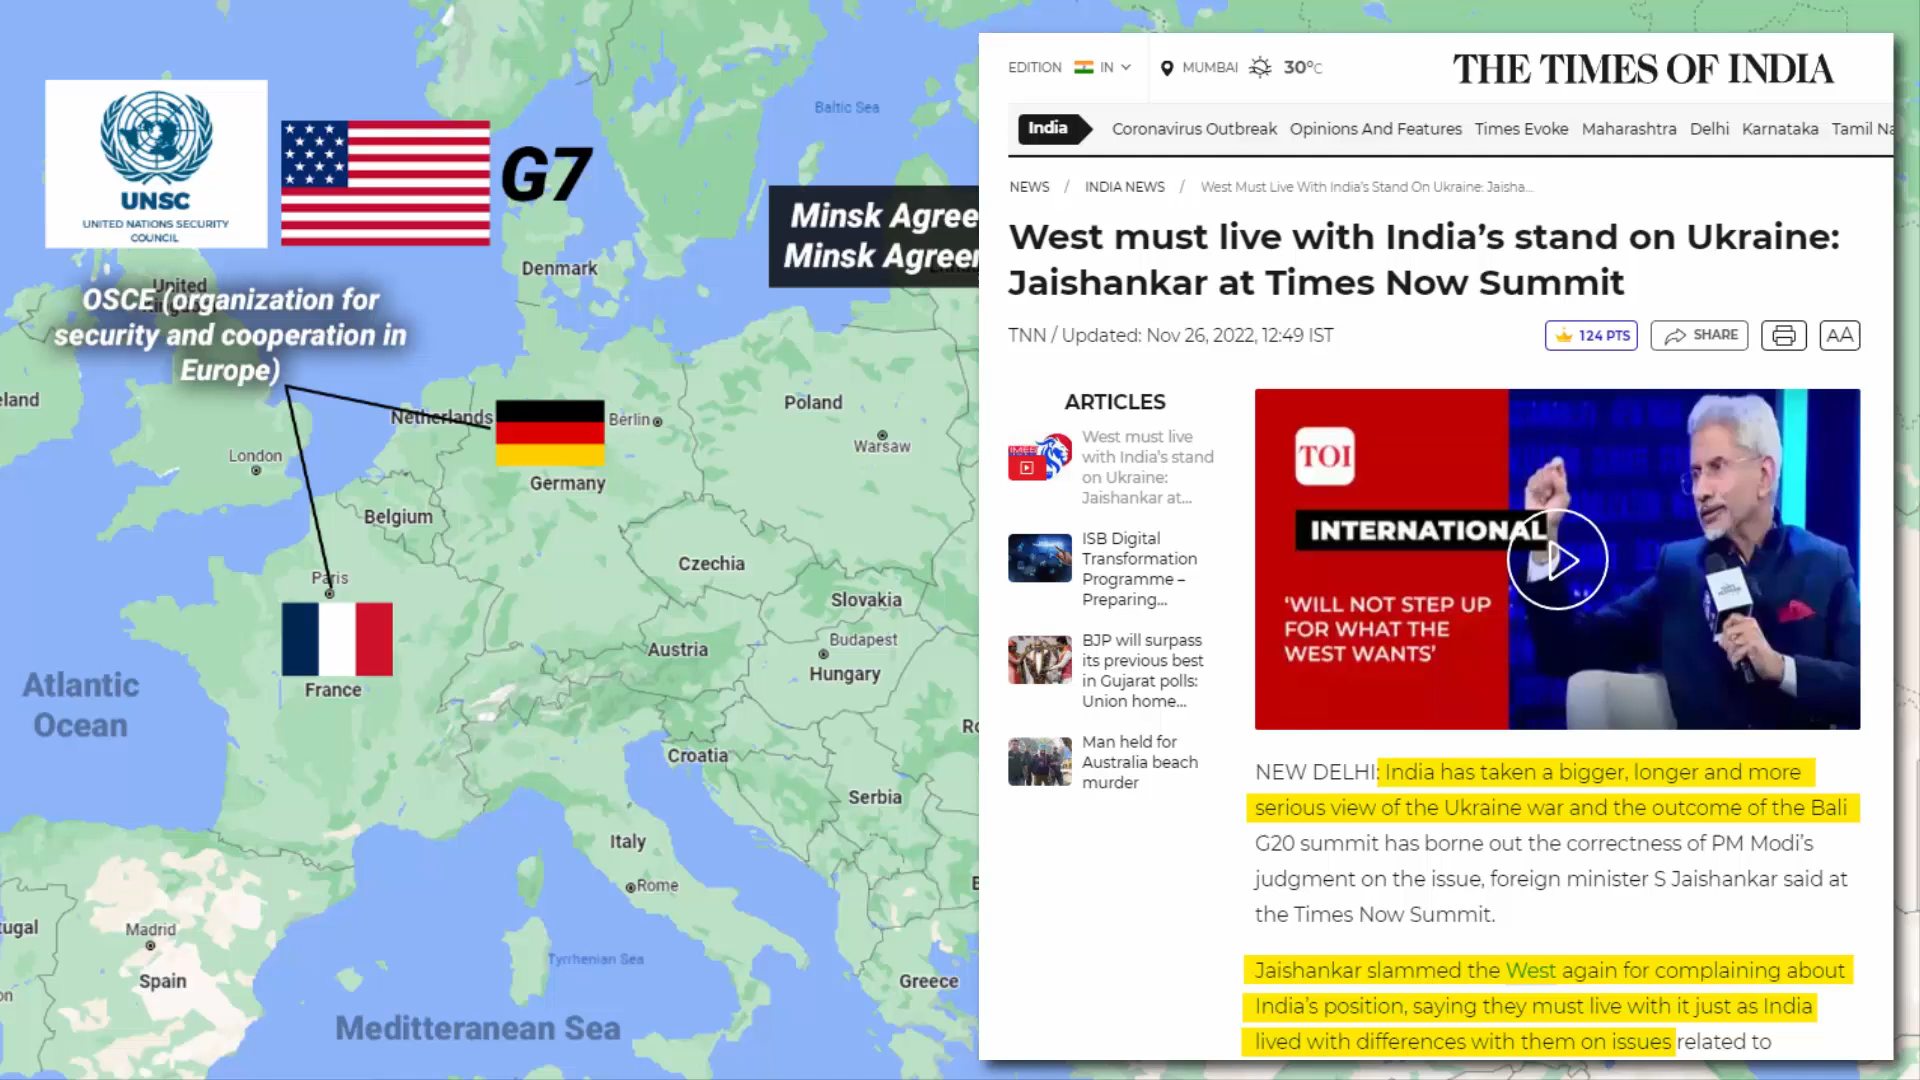 UNSC
UNITED NATIONS SECURITY
COUNCIL
G7
OSCE (organization for
security and cooperation in
Europe)
Minsk Agree
Minsk Agree
Baltic Sea
Denmark
United
eland
Netherlands
Berlin
Poland
Warsaw
London
Germany
Belgium
Czechia
Paris
Slovakia
Budapest
Austria
Hungary
France
Atlantic
Ocean
Croatia
Serbia
Italy
Rome
tugal
Madrid
Spain
Tyrrhenian Sea
Greece
Mediterranean Sea
EDITION IN MUMBAI 30°C
THE TIMES OF INDIA
India Coronavirus Outbreak Opinions And Features Times Evoke Maharashtra Delhi Karnataka Tamil Na
NEWS / INDIA NEWS / West Must Live With India's Stand On Ukraine: Jaisha...
West must live with India's stand on Ukraine:
Jaishankar at Times Now Summit
TNN / Updated: Nov 26, 2022, 12:49 IST
124 PTS SHARE AA
ARTICLES
West must live
with India's stand
on Ukraine:
Jaishankar at...
ISB Digital
Transformation
Programme –
Preparing...
BJP will surpass
its previous best
in Gujarat polls:
Union home...
Man held for
Australia beach
murder
TOI
INTERNATIONAL
'WILL NOT STEP UP
FOR WHAT THE
WEST WANTS'
NEW DELHI: India has taken a bigger, longer and more
serious view of the Ukraine war and the outcome of the Bali
G20 summit has borne out the correctness of PM Modi's
judgment on the issue, foreign minister S Jaishankar said at
the Times Now Summit.
Jaishankar slammed the West again for complaining about
India's position, saying they must live with it just as India
lived with differences with them on issues related to